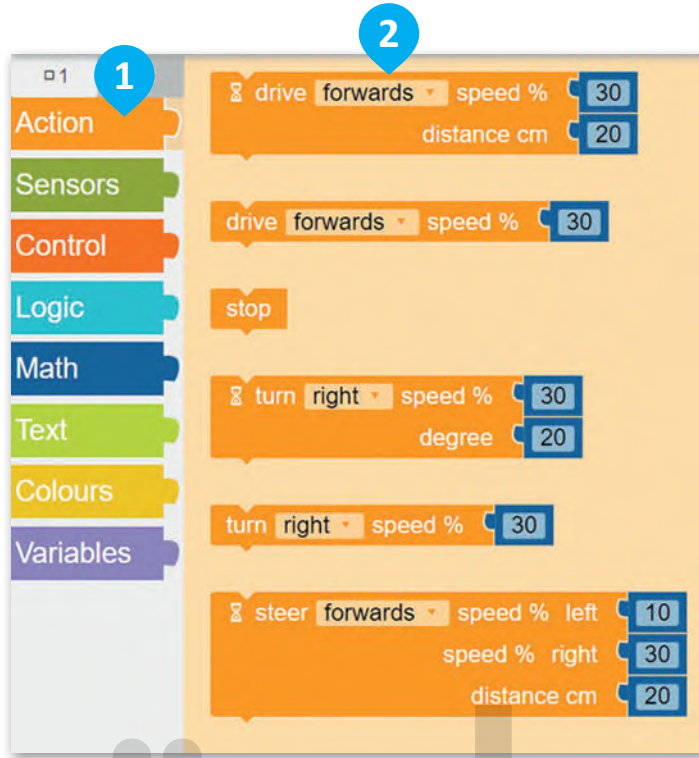 1
1
2
Action
Sensors
Control
Logic
Math
Text
Colours
Variables
drive forwards speed % 30
distance cm 20
drive forwards speed % 30
stop
turn right speed % 30
degree 20
turn right speed % 30
steer forwards speed % left 10
speed % right 30
distance cm 20